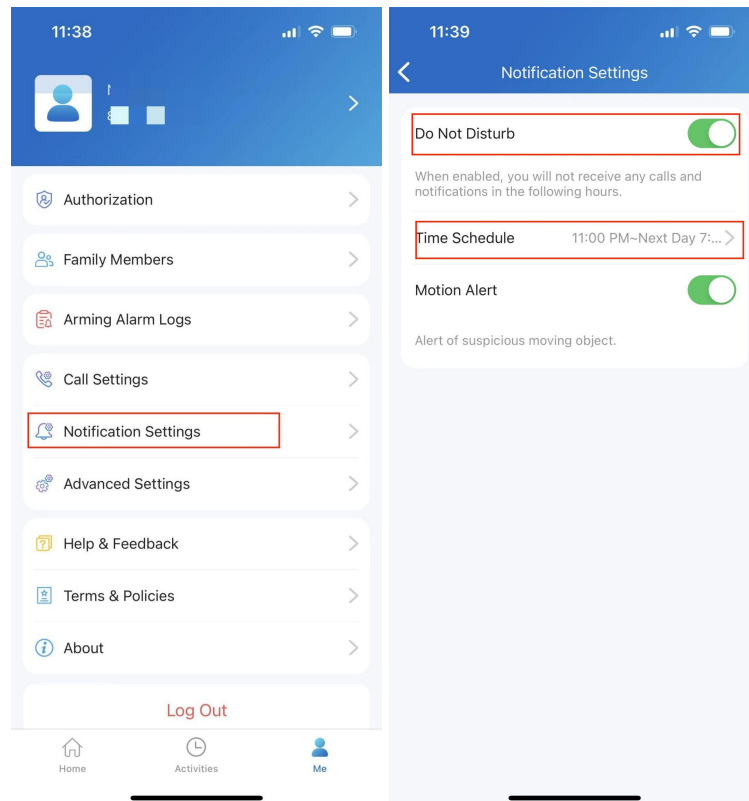 11:38
Authorization
Family Members
Arming Alarm Logs
Call Settings
Notification Settings
Advanced Settings
Help & Feedback
Terms & Policies
About
Log Out
Home
Activities
Me
11:39
Notification Settings
Do Not Disturb
When enabled, you will not receive any calls and
notifications in the following hours.
Time Schedule 11:00 PM~Next Day 7:...
Motion Alert
Alert of suspicious moving object.